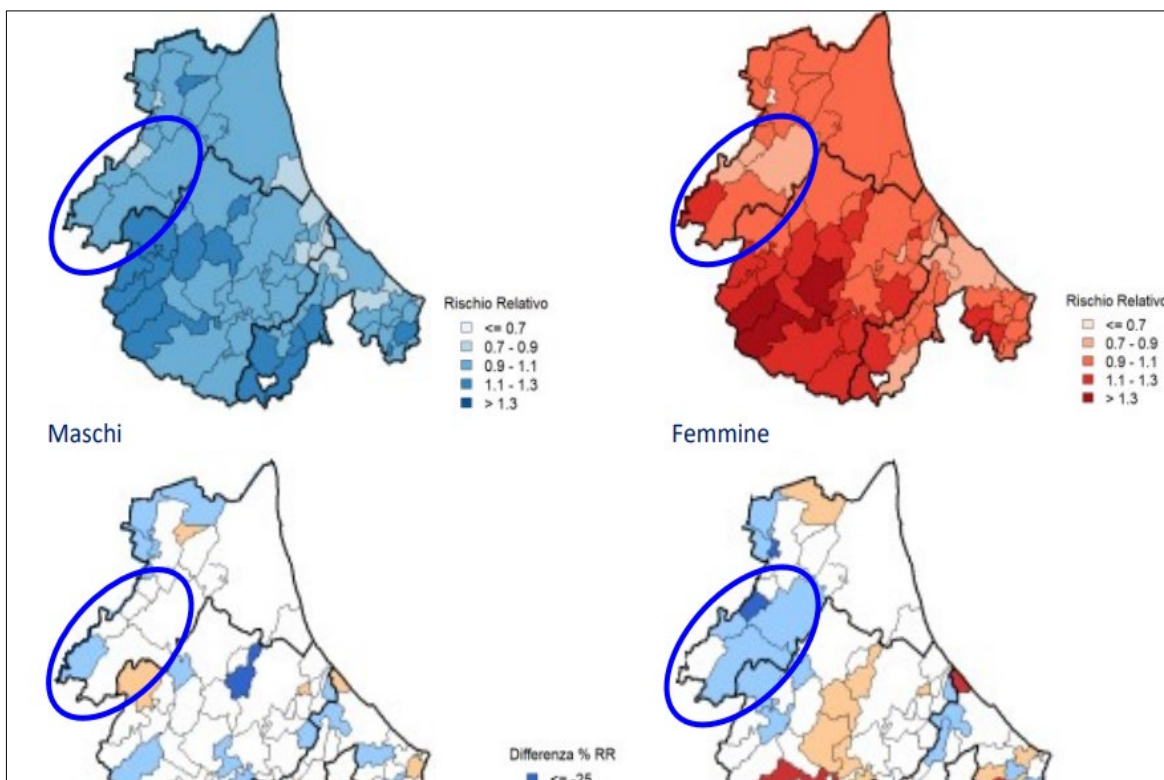 Rischio Relativo
<= 0.7
0.7 - 0.9
0.9 - 1.1
1.1 - 1.3
> 1.3
Rischio Relativo
<= 0.7
0.7 - 0.9
0.9 - 1.1
1.1 - 1.3
> 1.3
Maschi
Femmine
Differenza % RR
<= -25